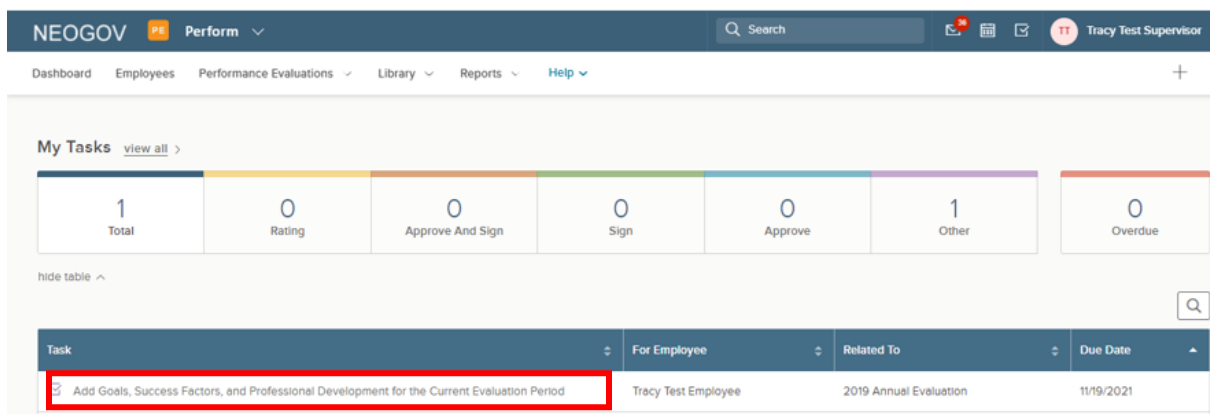 NEOGOV PE Perform Search 36 TT Tracy Test Supervisor
Dashboard Employees Performance Evaluations Library Reports Help
My Tasks view all >
1 0 0 0 0 1 0
Total Rating Approve And Sign Sign Approve Other Overdue
hide table
Task For Employee Related To Due Date
Add Goals, Success Factors, and Professional Development for the Current Evaluation Period Tracy Test Employee 2019 Annual Evaluation 11/19/2021